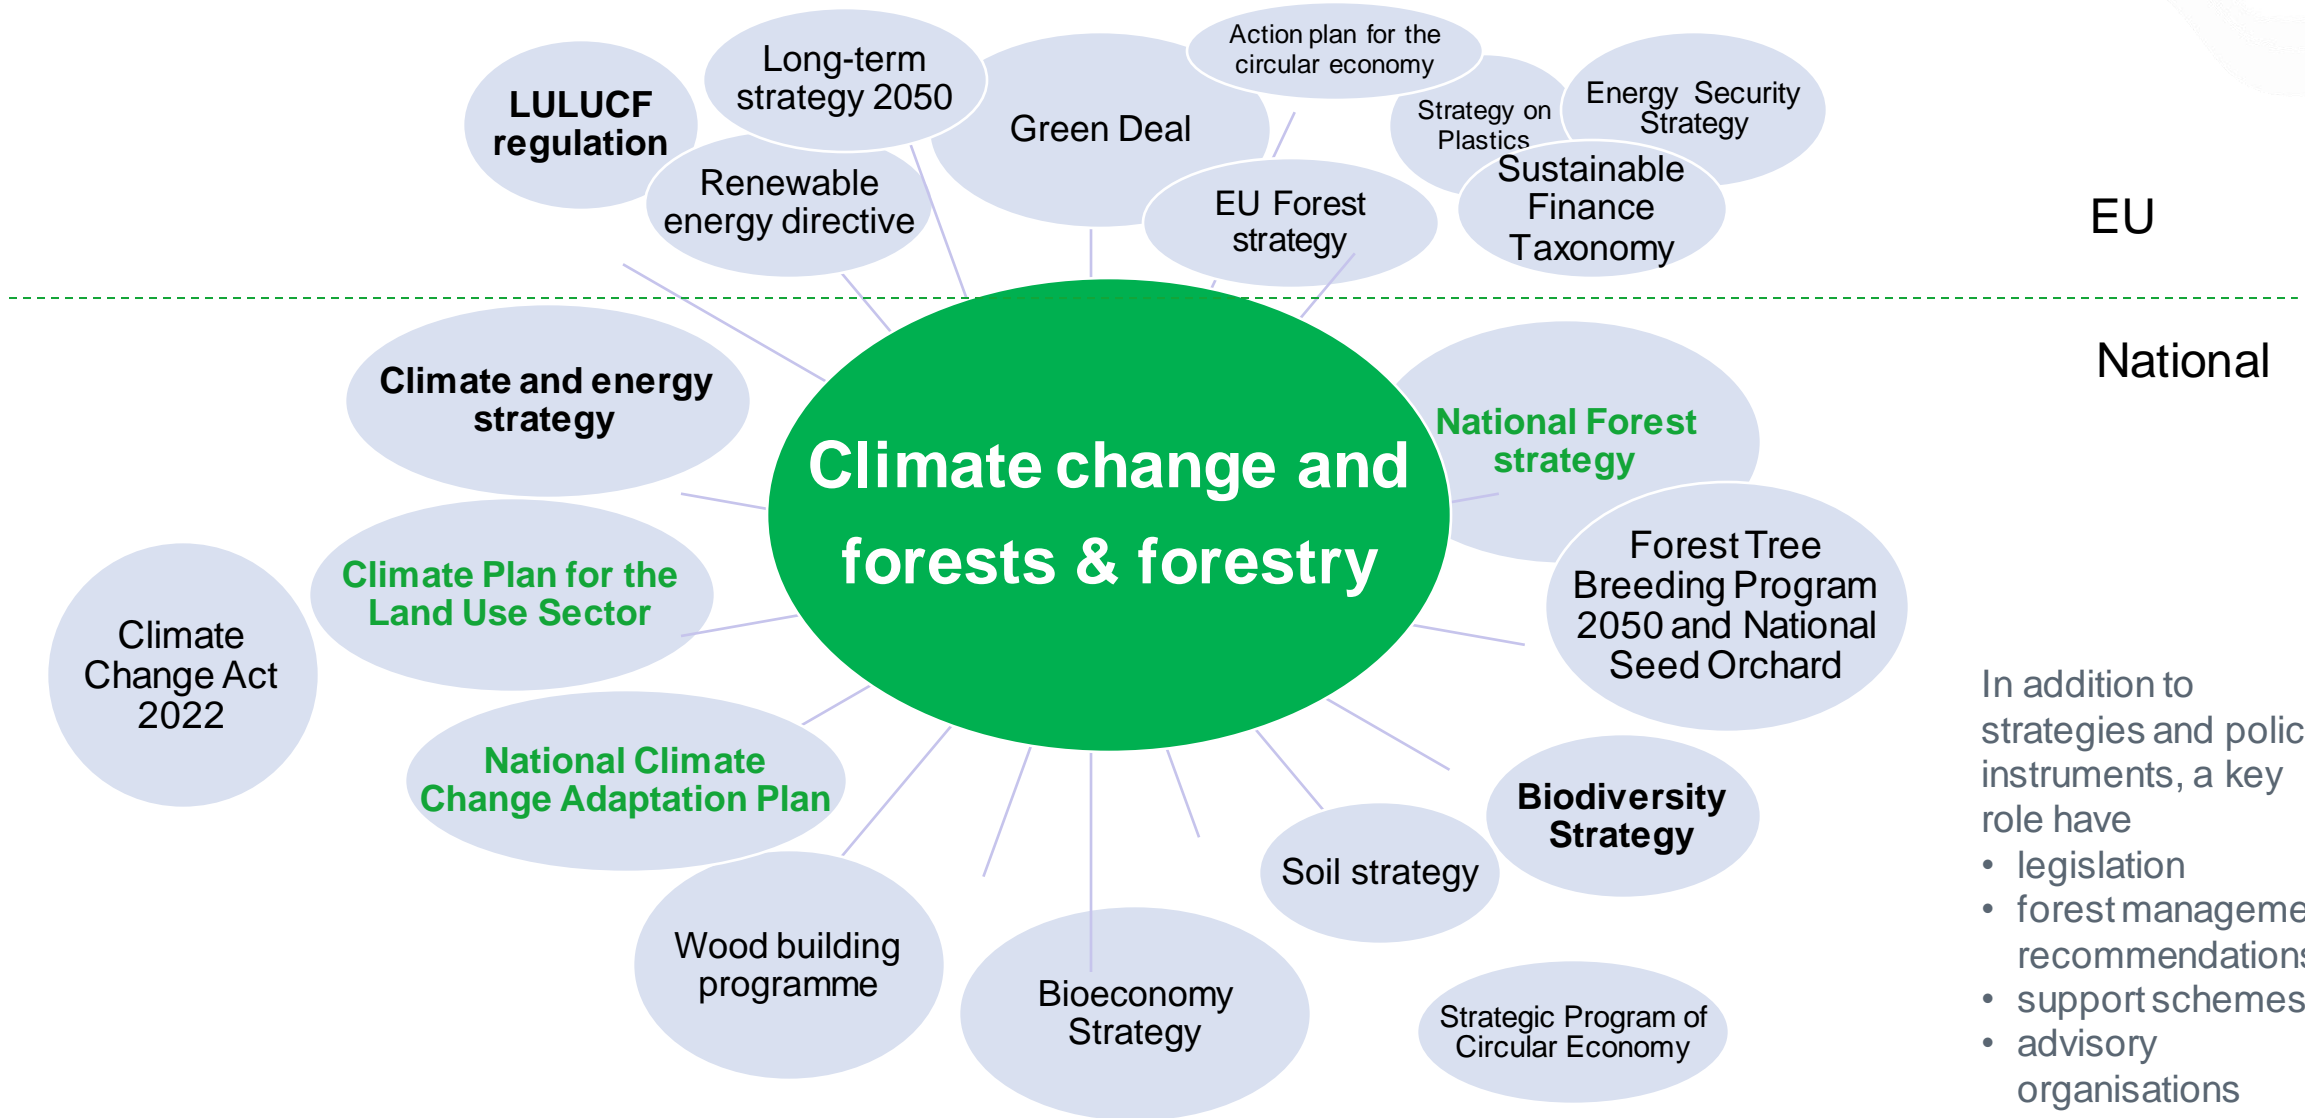 Long-term
strategy 2050
Action plan for the
circular economy
LULUCF
regulation
Green Deal
Strategy on
Plastics
Energy Security
Strategy
Renewable
energy directive
EU Forest
strategy
Sustainable
Finance
Taxonomy
EU
National
Climate and energy
strategy
Climate change and
forests & forestry
National Forest
strategy
Climate Plan for the
Land Use Sector
Forest Tree
Breeding Program
2050 and National
Seed Orchard
Climate
Change Act
2022
National Climate
Change Adaptation Plan
Biodiversity
Strategy
Soil strategy
Wood building
programme
Bioeconomy
Strategy
Strategic Program of
Circular Economy
In addition to
strategies and polic
instruments, a key
role have
• legislation
• forest manageme
recommendations
• support schemes
• advisory
organisations